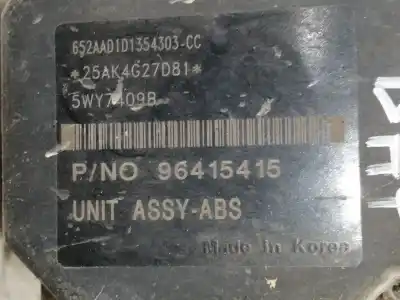 652AAD1D1354303-CC
*25AK4G27D81*
5WY7409B
P/NO 96415415
UNIT ASSY-ABS
Made in Korea